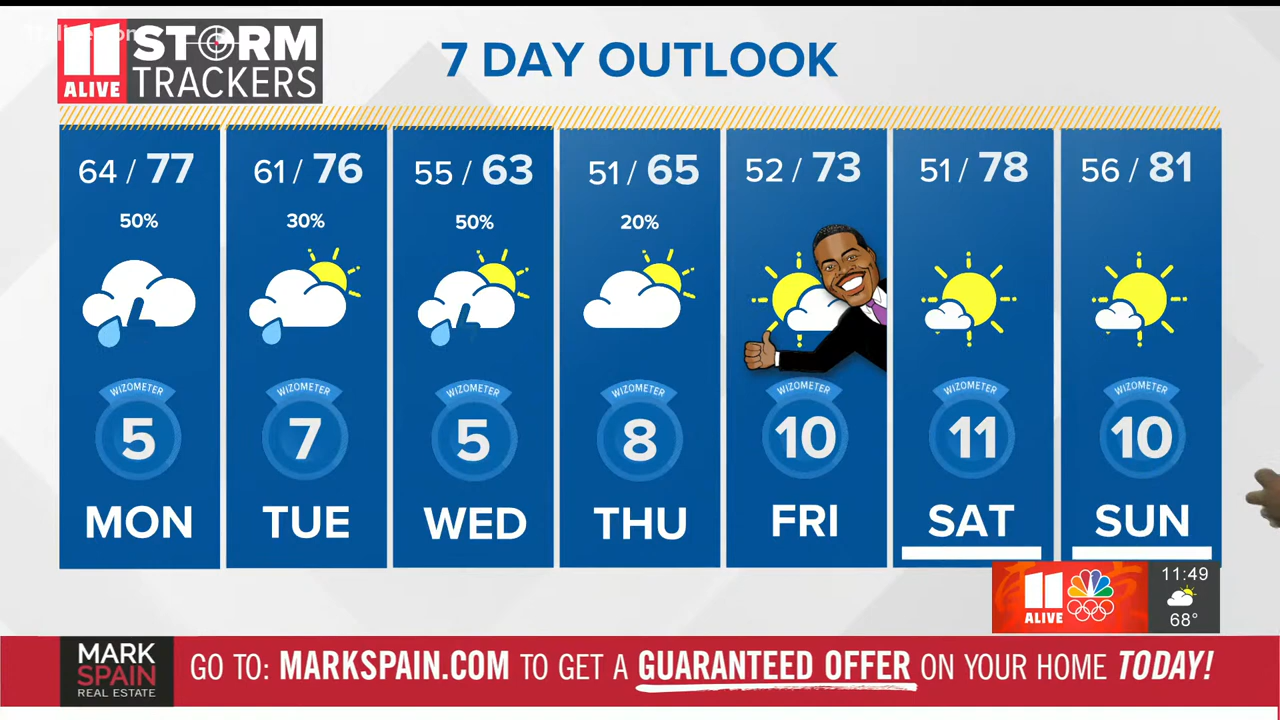 11 ALIVE
STORM
TRACKERS
7 DAY OUTLOOK
64 / 77
50%
WIZOMETER
5
MON
61 / 76
30%
WIZOMETER
7
TUE
55 / 63
50%
WIZOMETER
5
WED
51 / 65
20%
WIZOMETER
8
THU
52 / 73
WIZOMETER
10
FRI
51 / 78
WIZOMETER
11
SAT
56 / 81
WIZOMETER
10
SUN
11 ALIVE
11:49
68°
MARK
SPAIN
REAL ESTATE
GO TO: MARKSPAIN.COM TO GET A GUARANTEED OFFER ON YOUR HOME TODAY!